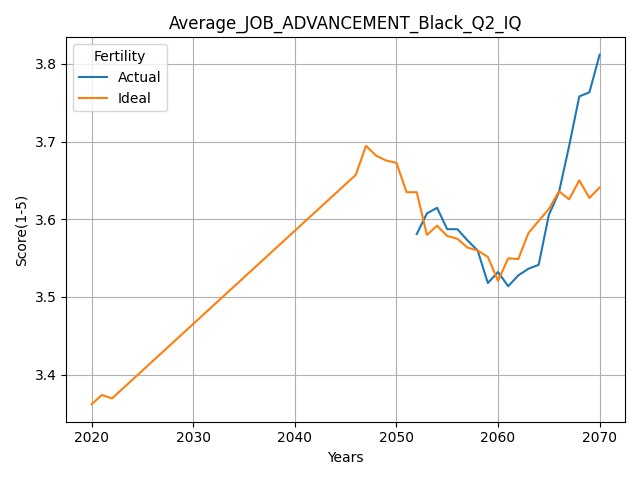 Average_JOB_ADVANCEMENT_Black_Q2_IQ
Fertility
Actual
Ideal
Score(1-5)
3.8
3.7
3.6
3.5
3.4
2020 2030 2040 2050 2060 2070
Years